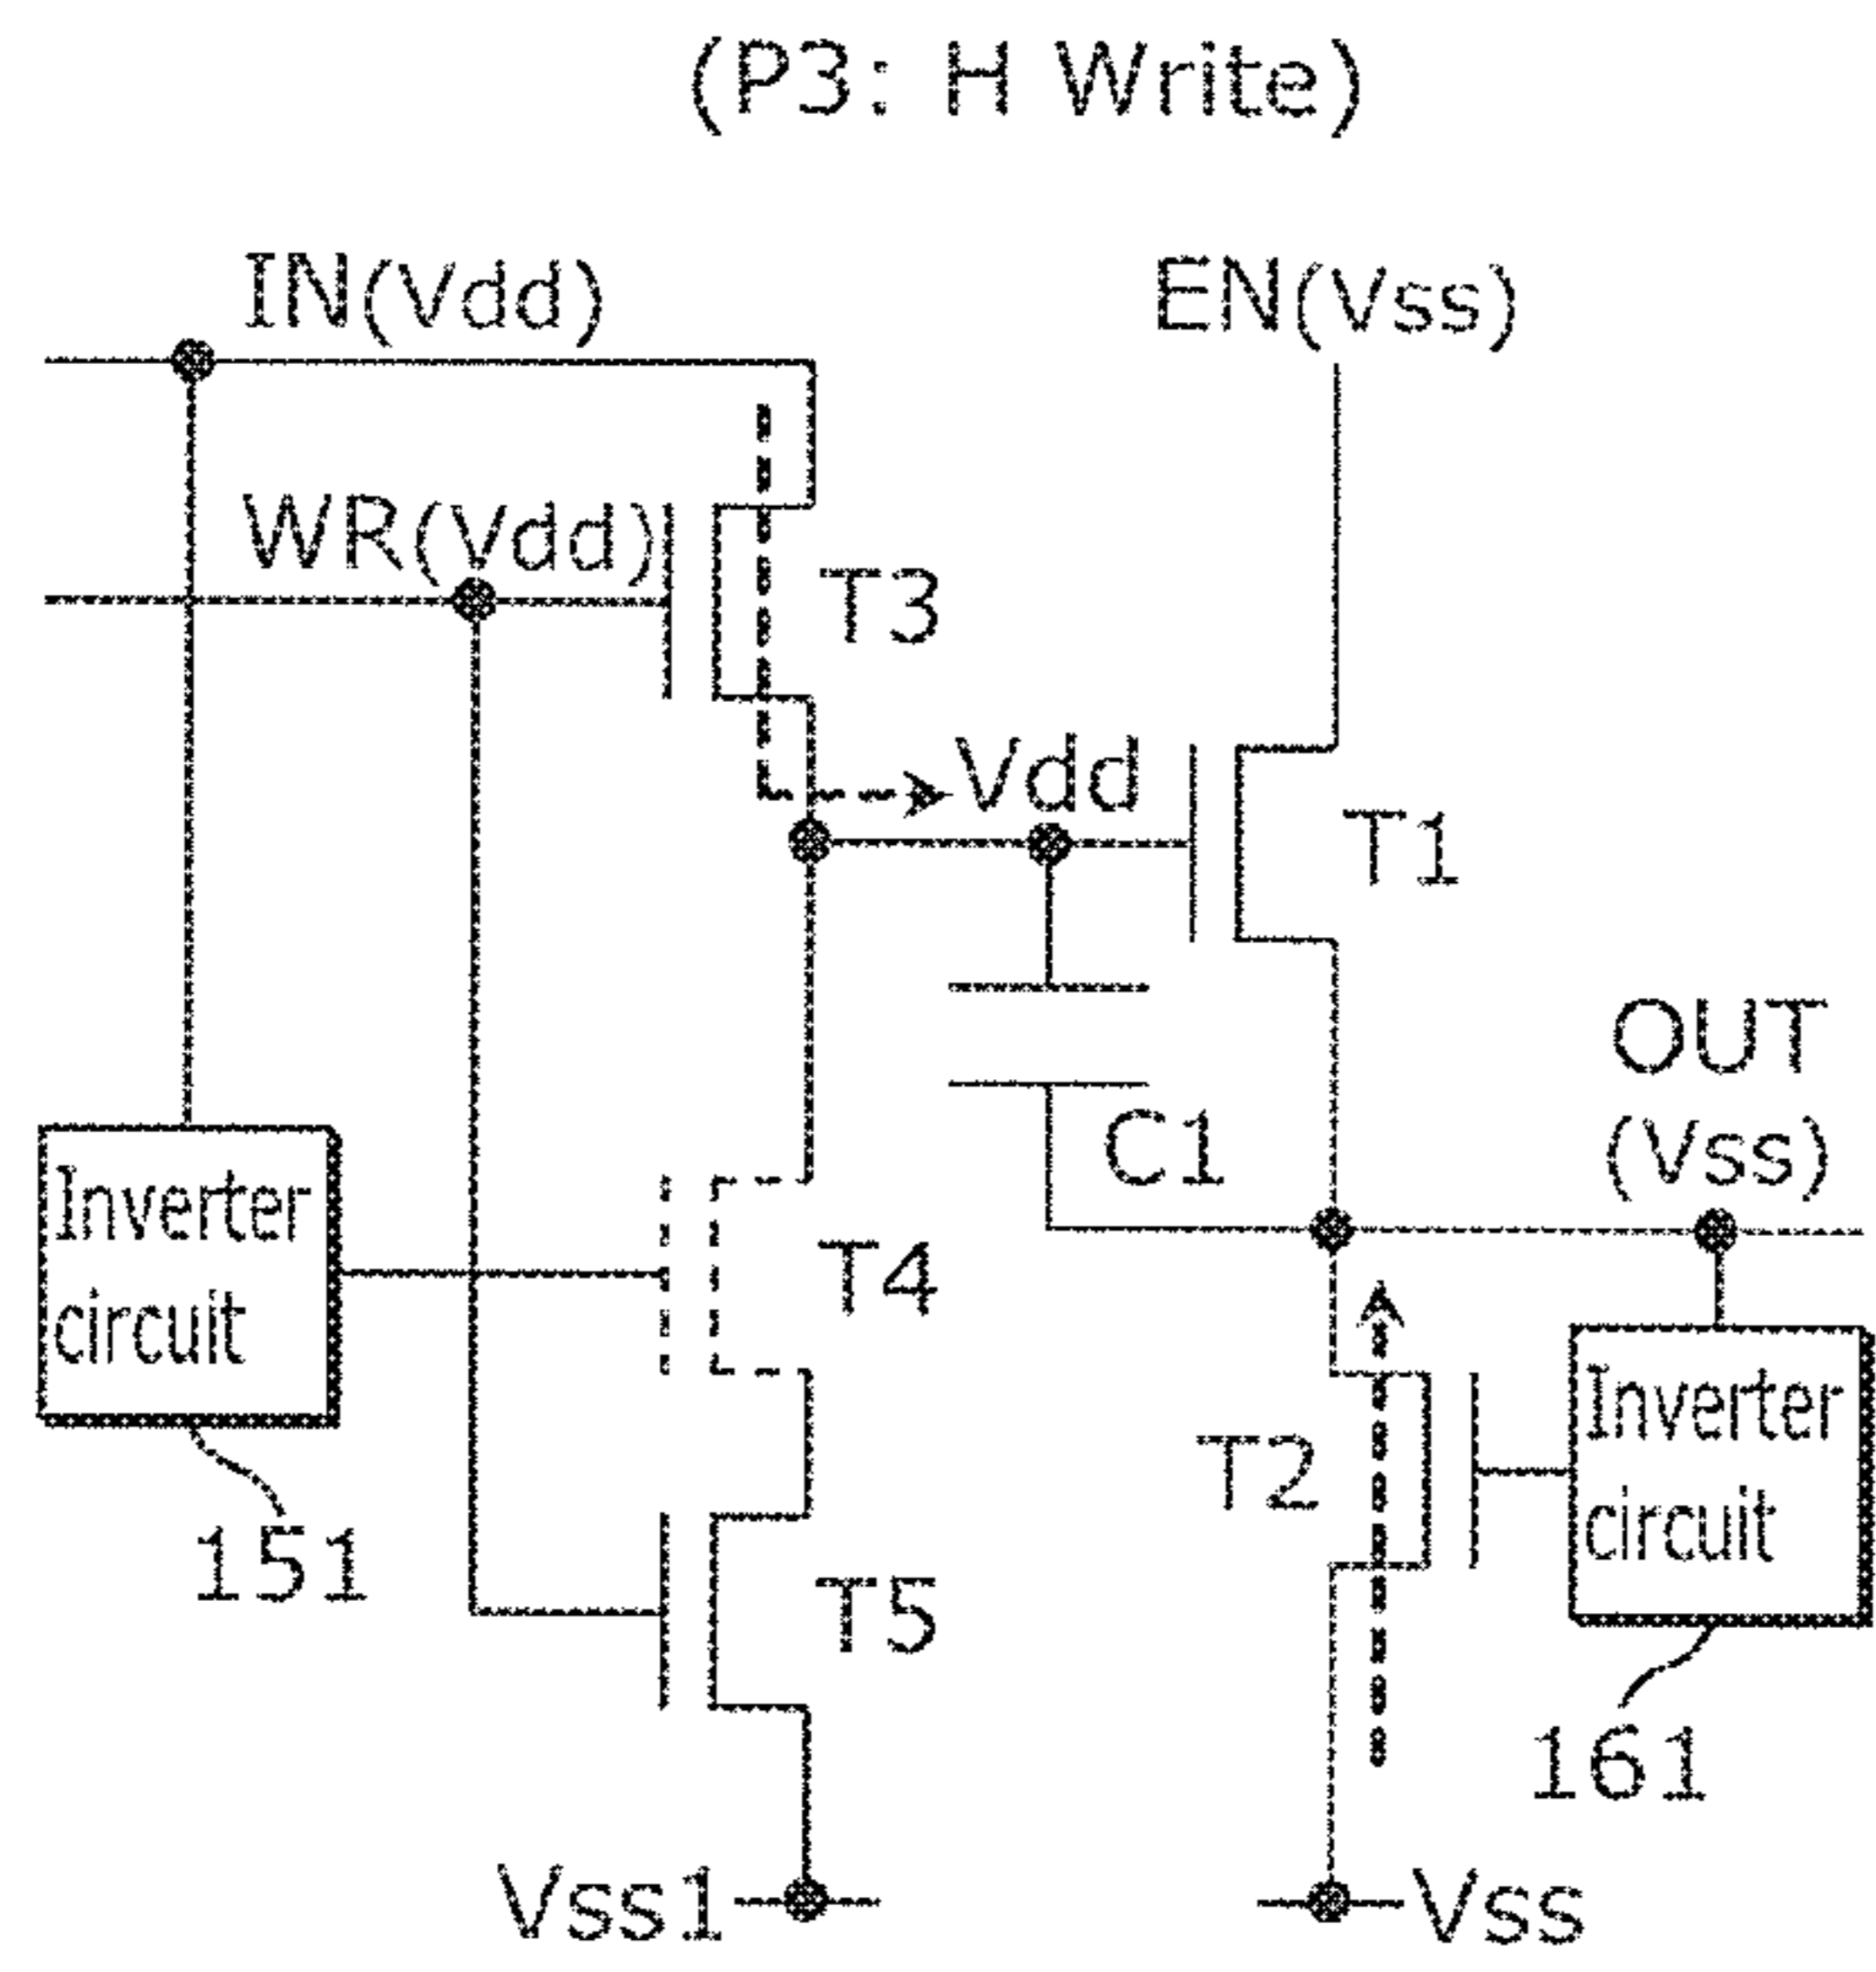 (P3: H Write)
IN(Vdd)
EN(Vss)
WR(Vdd)
T3
Vdd
T1
OUT
(Vss)
C1
Inverter
circuit
T4
Inverter
circuit
T2
151
T5
161
Vss1
Vss